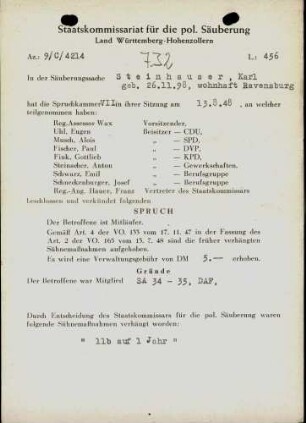 Staatskommissariat für die pol. Säuberung
Land Württemberg-Hohenzollern
Az.: 9/C/4214 732 L.: 456
In der Säuberungssache Steinhauser, Karl
geb. 26.11.98, wohnhaft Ravensburg
hat die Spruchkammer VII in ihrer Sitzung am 13.8.48, an welcher
teilgenommen haben:
Reg.Assessor Wax Vorsitzender,
Uhl, Eugen Beisitzer — CDU,
Munsh, Alois „ — SPD,
Fischer, Paul „ — DVP,
Fink, Gottlieb „ — KPD,
Steinacher, Anton „ — Gewerkschaften,
Schwarz, Emil „ — Berufsgruppe
Schneckenburger, Josef „ — Berufsgruppe
Reg.-Ang. Hauer, Franz Vertreter des Staatskommissars
beschlossen und verkündet folgenden
SPRUCH
Der Betroffene ist Mitläufer.
Gemäß Art. 4 der VO. 133 vom 17. 11. 47 in Fassung des
Art. 2 der VO. 165 vom 13. 7. 48 sind die früher verhängten
Sühnemaßnahmen aufgehoben.
Es wird eine Verwaltungsgebühr von DM 5.— erhoben.
Gründe
Der Betroffene war Mitglied SA 34 - 35, DAF,
Durch Entscheidung des Staatskommissars für die pol. Säuberung waren
folgende Sühnemaßnahmen verhängt worden:
" 11b auf 1 Jahr "